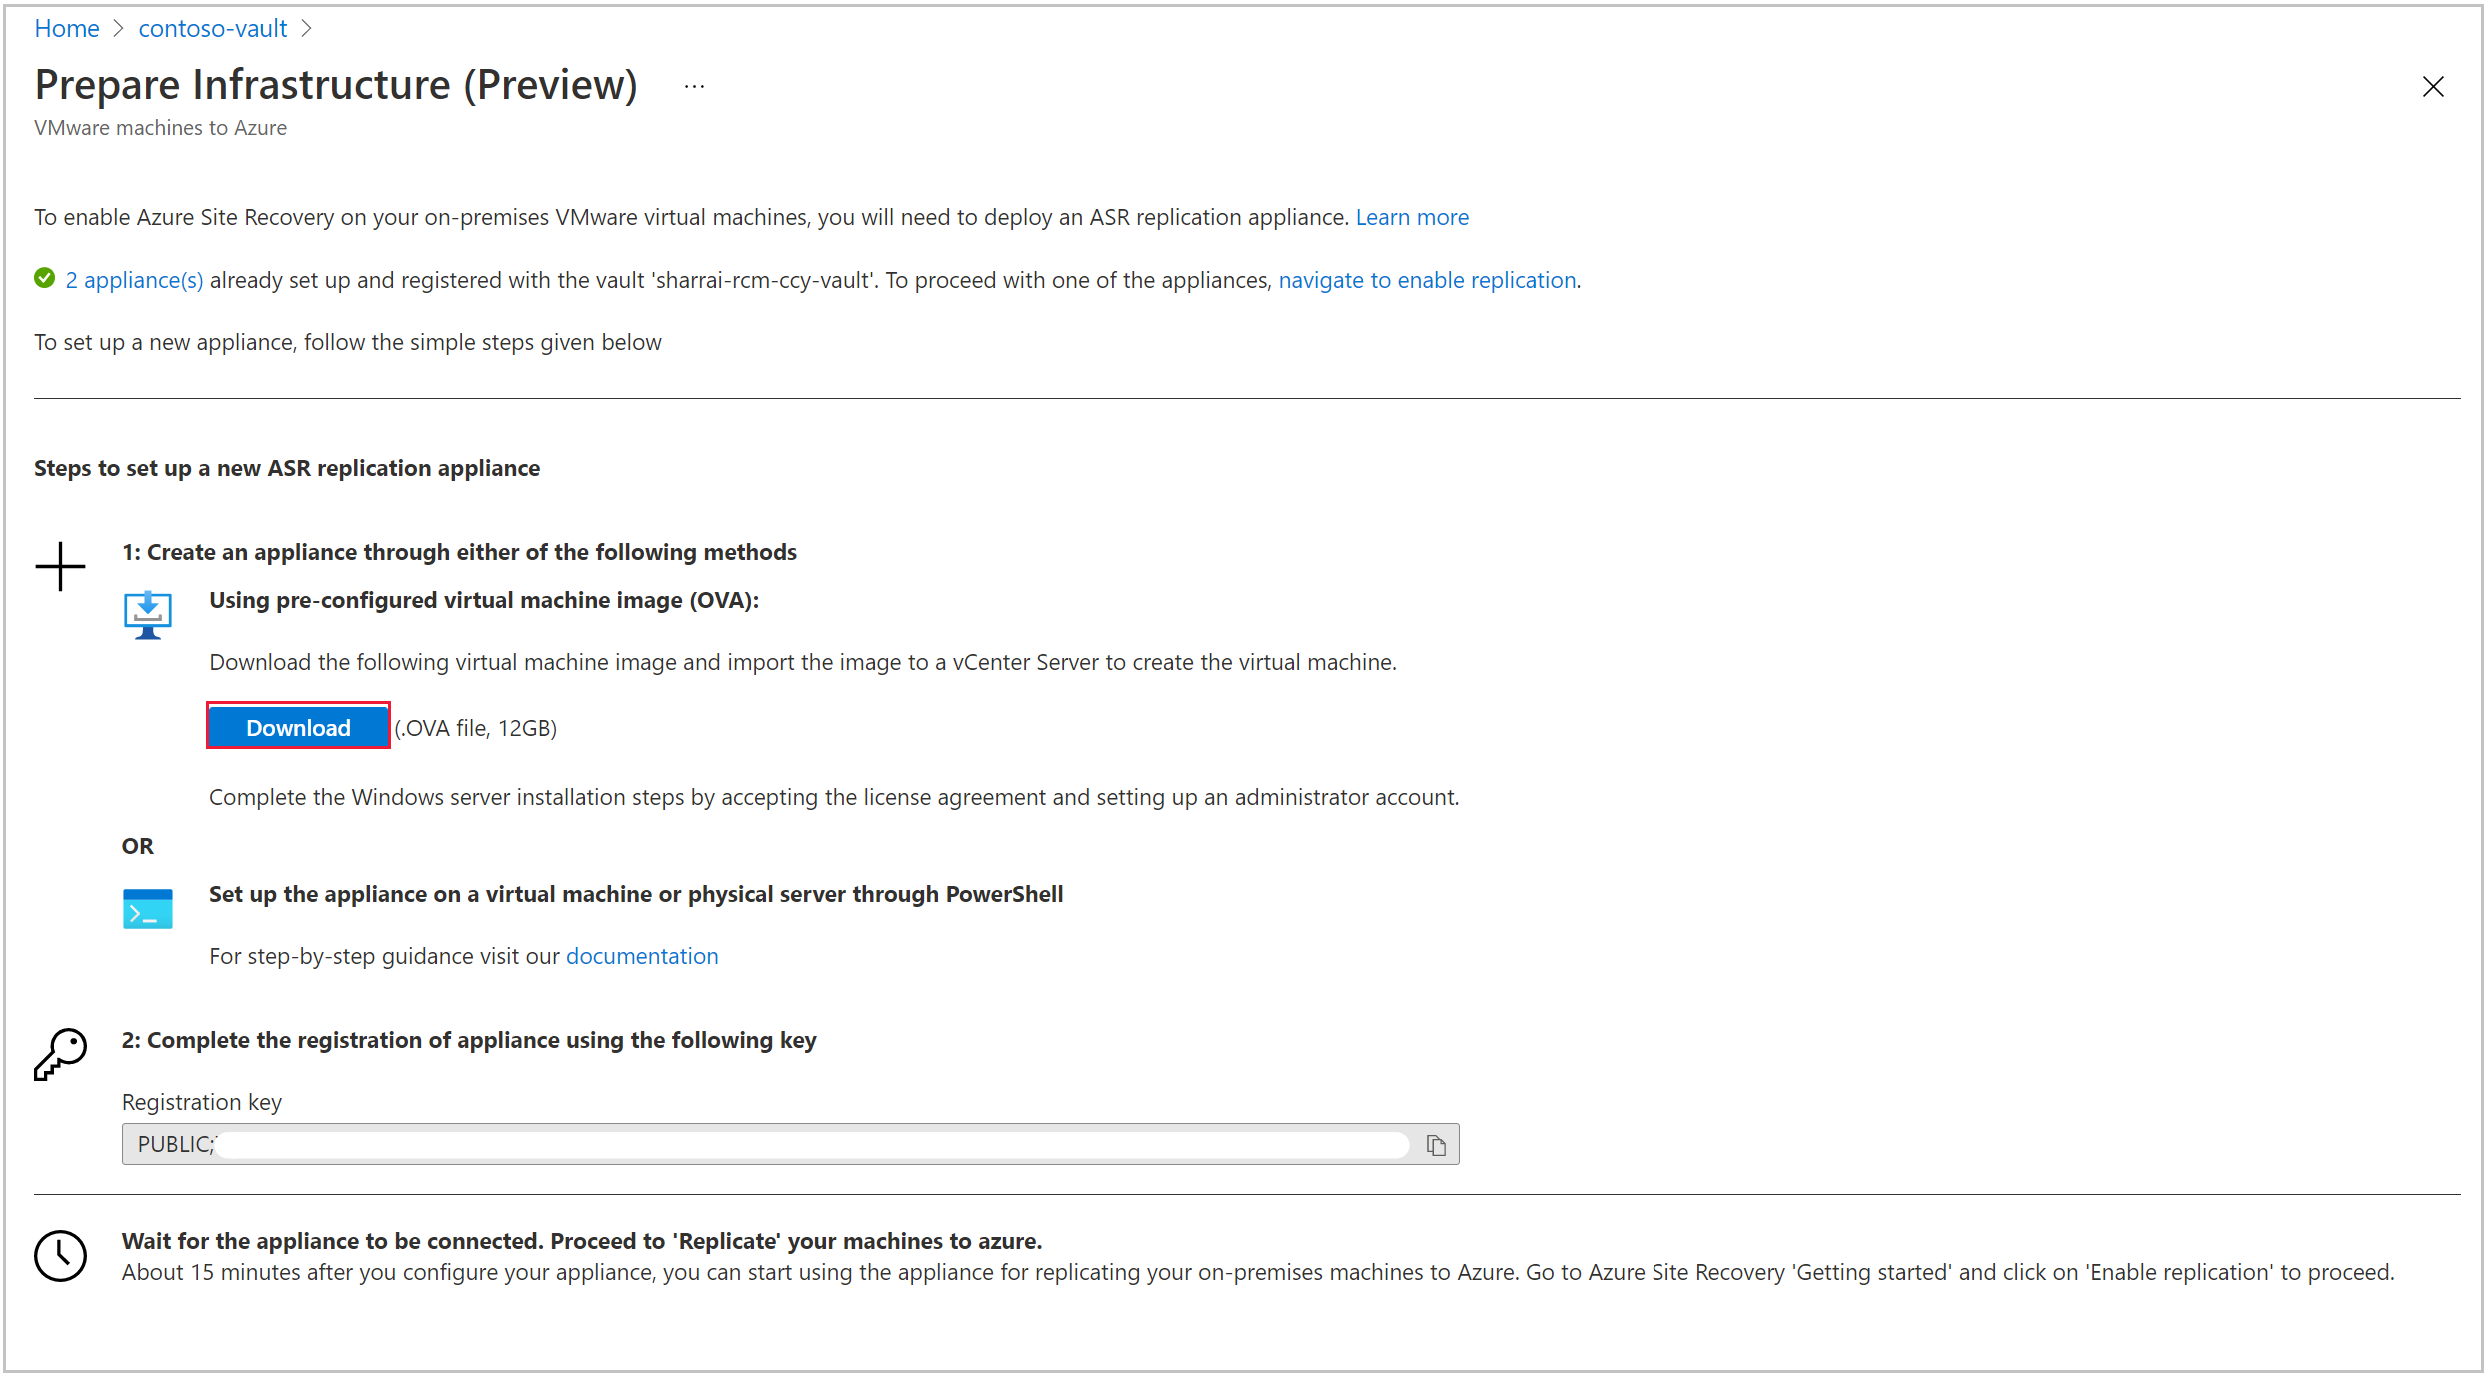 Home > contoso-vault >
Prepare Infrastructure (Preview) ...
VMware machines to Azure
To enable Azure Site Recovery on your on-premises VMware virtual machines, you will need to deploy an ASR replication appliance. Learn more
2 appliance(s) already set up and registered with the vault 'sharrai-rcm-ccy-vault'. To proceed with one of the appliances, navigate to enable replication.
To set up a new appliance, follow the simple steps given below
Steps to set up a new ASR replication appliance
1: Create an appliance through either of the following methods
Using pre-configured virtual machine image (OVA):
Download the following virtual machine image and import the image to a vCenter Server to create the virtual machine.
Download (.OVA file, 12GB)
Complete the Windows server installation steps by accepting the license agreement and setting up an administrator account.
OR
Set up the appliance on a virtual machine or physical server through PowerShell
For step-by-step guidance visit our documentation
2: Complete the registration of appliance using the following key
Registration key
PUBLIC;
Wait for the appliance to be connected. Proceed to 'Replicate' your machines to azure.
About 15 minutes after you configure your appliance, you can start using the appliance for replicating your on-premises machines to Azure. Go to Azure Site Recovery 'Getting started' and click on 'Enable replication' to proceed.